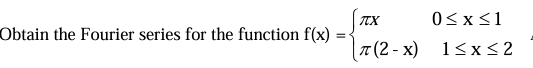 Obtain the Fourier series for the function f(x) = { πx 0 ≤ x ≤ 1
π(2 - x) 1 ≤ x ≤ 2